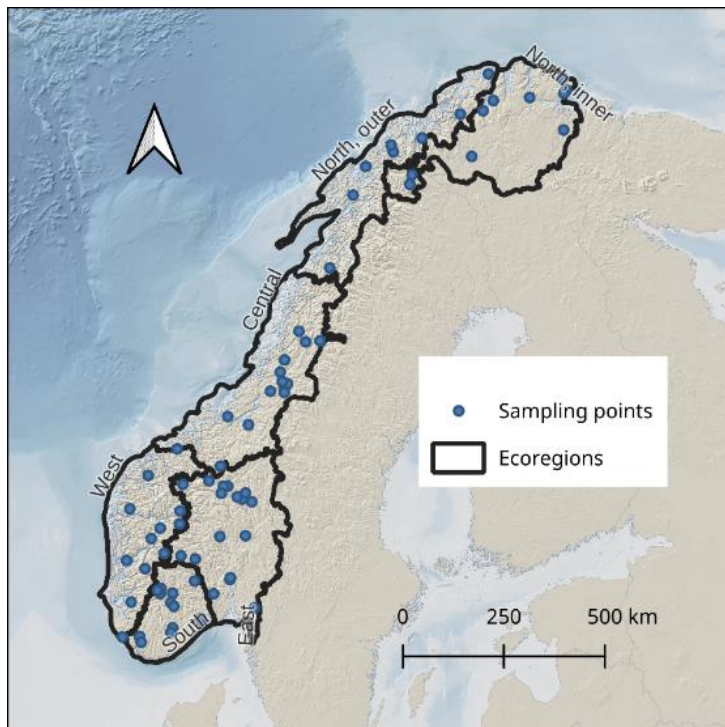 North, inner
North, outer
Central
West
South
East
Sampling points
Ecoregions
0 250 500 km